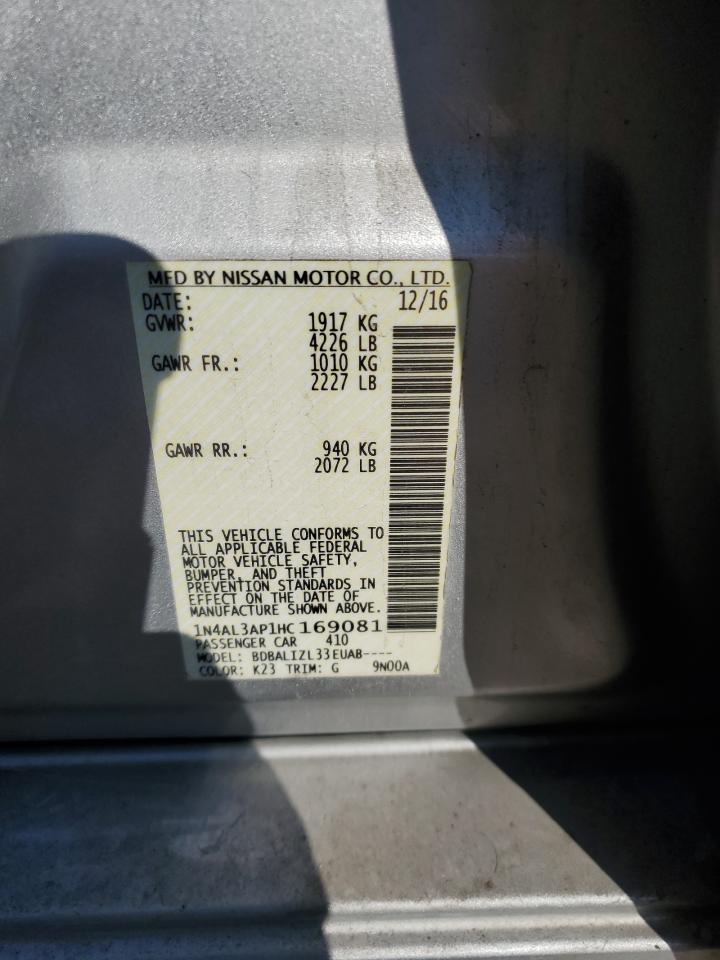 MFD BY NISSAN MOTOR CO., LTD.
DATE: 12/16
GVWR: 1917 KG
4226 LB
GAWR FR.: 1010 KG
2227 LB
GAWR RR.: 940 KG
2072 LB
THIS VEHICLE CONFORMS TO
ALL APPLICABLE FEDERAL
MOTOR VEHICLE SAFETY,
BUMPER, AND THEFT
PREVENTION STANDARDS IN
EFFECT ON THE DATE OF
MANUFACTURE SHOWN ABOVE.
1N4AL3AP1HC169081
PASSENGER CAR 410
MODEL: BDBALIZL33EUAB----
COLOR: K23 TRIM: G 9N00A